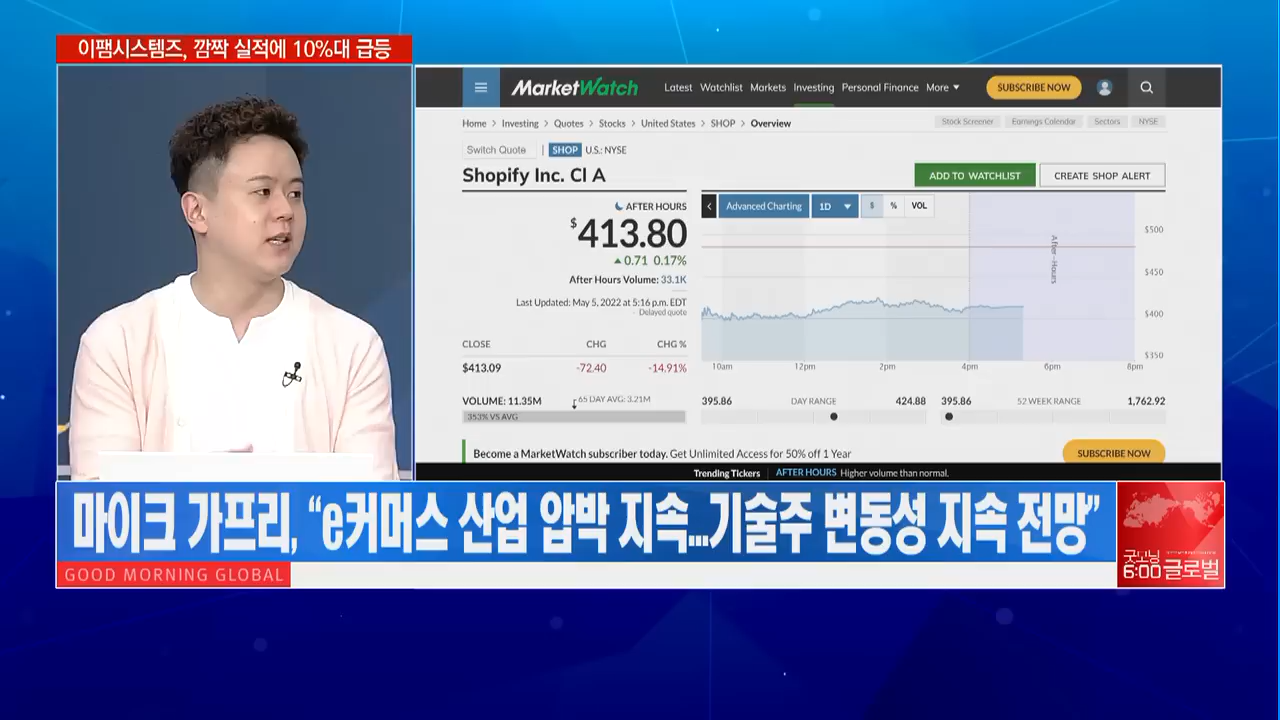 이팸시스템즈, 깜짝 실적에 10%대 급등
MarketWatch
Latest Watchlist Markets Investing Personal Finance More
SUBSCRIBE NOW
Home > Investing > Quotes > Stocks > United States > SHOP > Overview
Stock Screener Earnings Calendar Sectors NYSE
Switch Quote | SHOP U.S.: NYSE
Shopify Inc. Cl A
ADD TO WATCHLIST CREATE SHOP ALERT
AFTER HOURS
$413.80
0.71 0.17%
After Hours Volume: 33.1K
Last Updated: May 5, 2022 at 5:16 p.m. EDT
Delayed quote
CLOSE CHG CHG %
$413.09 -72.40 -14.91%
VOLUME: 11.35M 65 DAY AVG: 3.21M
353% VS AVG
Advanced Charting 1D $ % VOL
After-Hours
$500
$450
$400
$350
10am 12pm 2pm 4pm 6pm 8pm
395.86 DAY RANGE 424.88 395.86 52 WEEK RANGE 1,762.92
Become a MarketWatch subscriber today. Get Unlimited Access for 50% off 1 Year
SUBSCRIBE NOW
Trending Tickers | AFTER HOURS Higher volume than normal.
마이크 가프리, “e커머스 산업 압박 지속...기술주 변동성 지속 전망”
GOOD MORNING GLOBAL
굿모닝
6:00 글로벌